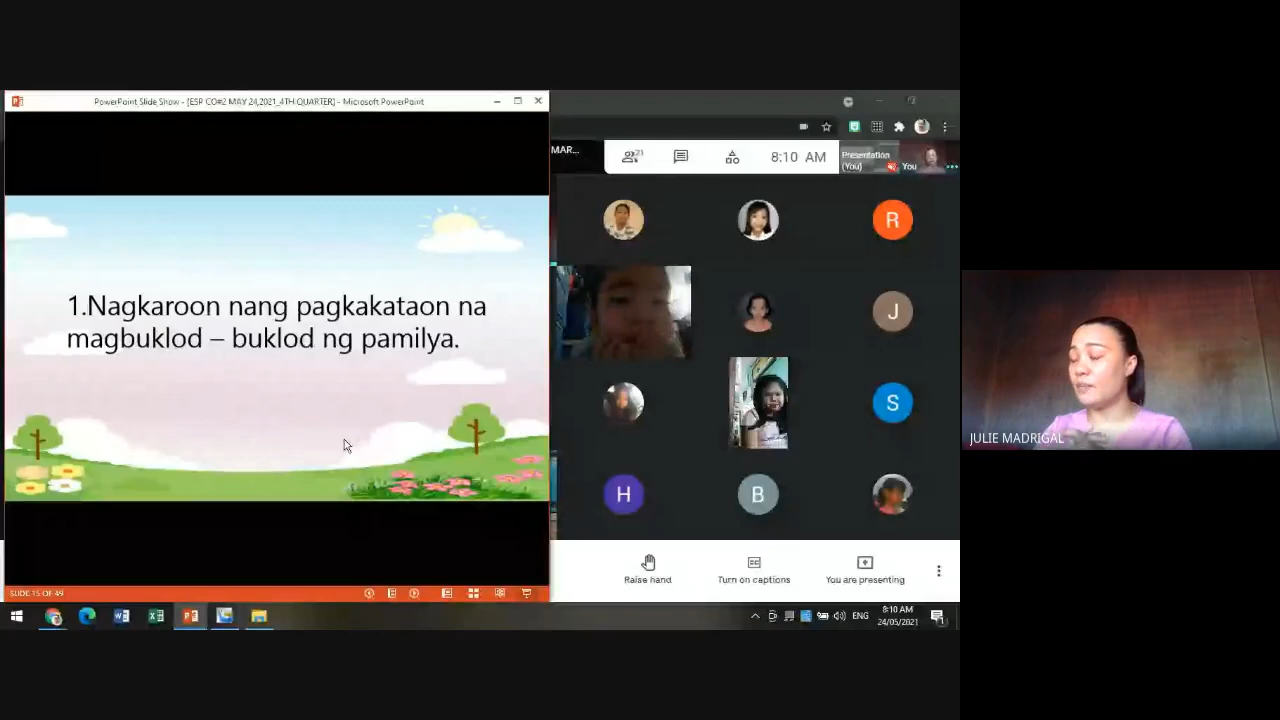 PowerPoint Slide Show - [ESP CO#2 MAY 24,2021_4TH QUARTER] - Microsoft PowerPoint
1.Nagkaroon nang pagkakataon na
magbuklod – buklod ng pamilya.
SLIDE 15 OF 49
MAR...
21
8:10 AM
Presentation
(You)
You
R
J
S
H
B
Raise hand
Turn on captions
You are presenting
ENG
8:10 AM
24/05/2021
1
JULIE MADRIGAL